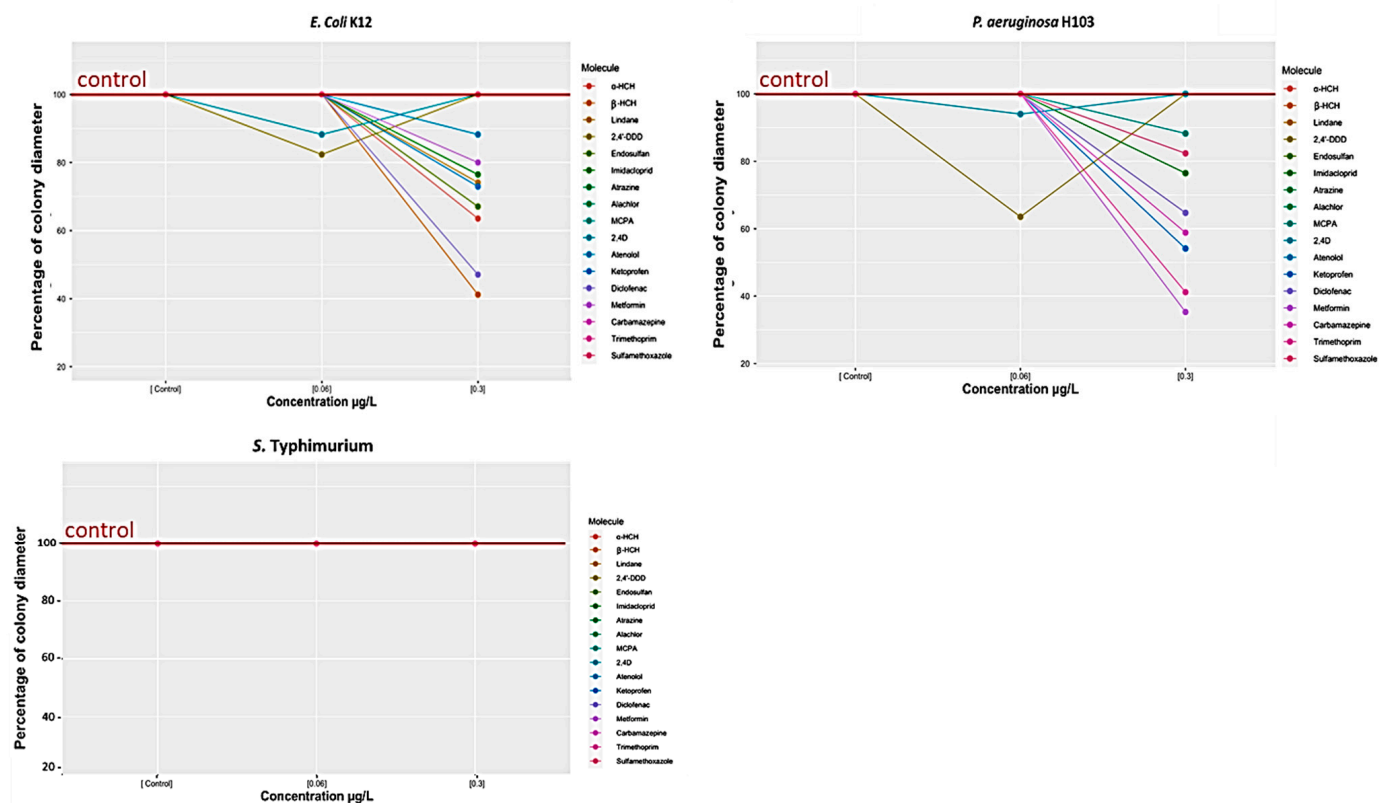 E. Coli K12
control
Percentage of colony diameter
100
80
60
40
20
[ Control]
[0.06]
[0.3]
Concentration µg/L
Molecule
α-HCH
β-HCH
Lindane
2,4'-DDD
Endosulfan
Imidacloprid
Atrazine
Alachlor
MCPA
2,4D
Atenolol
Ketoprofen
Diclofenac
Metformin
Carbamazepine
Trimethoprim
Sulfamethoxazole
P. aeruginosa H103
control
Percentage of colony diameter
100
80
60
40
20
[ Control]
[0.06]
[0.3]
Concentration µg/L
Molecule
α-HCH
β-HCH
Lindane
2,4'-DDD
Endosulfan
Imidacloprid
Atrazine
Alachlor
MCPA
2,4D
Atenolol
Ketoprofen
Diclofenac
Metformin
Carbamazepine
Trimethoprim
Sulfamethoxazole
S. Typhimurium
control
Percentage of colony diameter
100
80
60
40
20
[ Control]
[0.06]
[0.3]
Concentration µg/L
Molecule
α-HCH
β-HCH
Lindane
2,4'-DDD
Endosulfan
Imidacloprid
Atrazine
Alachlor
MCPA
2,4D
Atenolol
Ketoprofen
Diclofenac
Metformin
Carbamazepine
Trimethoprim
Sulfamethoxazole